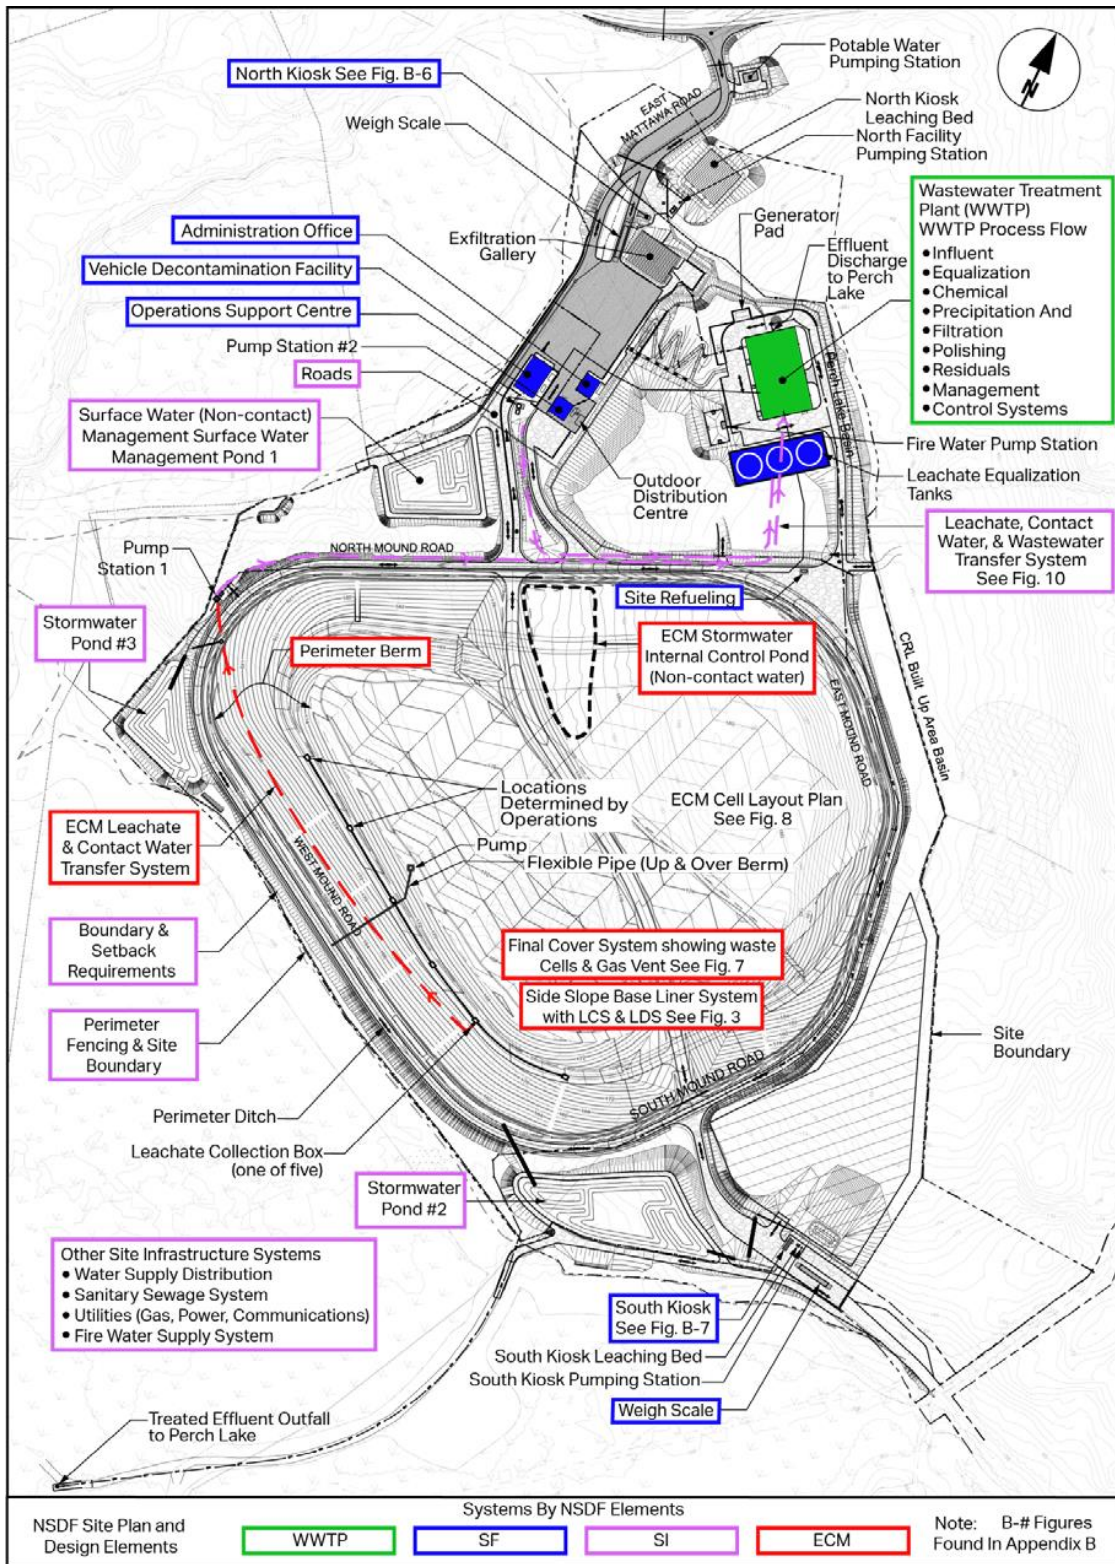 Potable Water
Pumping Station
North Kiosk See Fig. B-6
EAST
MATTAWA ROAD
North Kiosk
Leaching Bed
Weigh Scale
North Facility
Pumping Station
N
Wastewater Treatment
Plant (WWTP)
WWTP Process Flow
• Influent
• Equalization
• Chemical
• Precipitation And
• Filtration
• Polishing
• Residuals
• Management
• Control Systems
Generator
Pad
Administration Office
Exfiltration
Gallery
Effluent
Discharge
to Perch
Lake
Vehicle Decontamination Facility
Operations Support Centre
Pump Station #2
Roads
Perch Lake Basin
Surface Water (Non-contact)
Management Surface Water
Management Pond 1
Fire Water Pump Station
Leachate Equalization
Tanks
Outdoor
Distribution
Centre
Leachate, Contact
Water, & Wastewater
Transfer System
See Fig. 10
Pump
Station 1
NORTH MOUND ROAD
Site Refueling
Stormwater
Pond #3
Perimeter Berm
ECM Stormwater
Internal Control Pond
(Non-contact water)
CRL Built Up Area Basin
EAST MOUND ROAD
Locations
Determined by
Operations
ECM Cell Layout Plan
See Fig. 8
ECM Leachate
& Contact Water
Transfer System
Pump
Flexible Pipe (Up & Over Berm)
WEST MOUND ROAD
Boundary &
Setback
Requirements
Final Cover System showing waste
Cells & Gas Vent See Fig. 7
Side Slope Base Liner System
with LCS & LDS See Fig. 3
Perimeter
Fencing & Site
Boundary
Site
Boundary
SOUTH MOUND ROAD
Perimeter Ditch
Leachate Collection Box
(one of five)
Stormwater
Pond #2
Other Site Infrastructure Systems
• Water Supply Distribution
• Sanitary Sewage System
• Utilities (Gas, Power, Communications)
• Fire Water Supply System
South Kiosk
See Fig. B-7
South Kiosk Leaching Bed
South Kiosk Pumping Station
Weigh Scale
Treated Effluent Outfall
to Perch Lake
NSDF Site Plan and
Design Elements
Systems By NSDF Elements
WWTP
SF
SI
ECM
Note: B-# Figures
Found In Appendix B